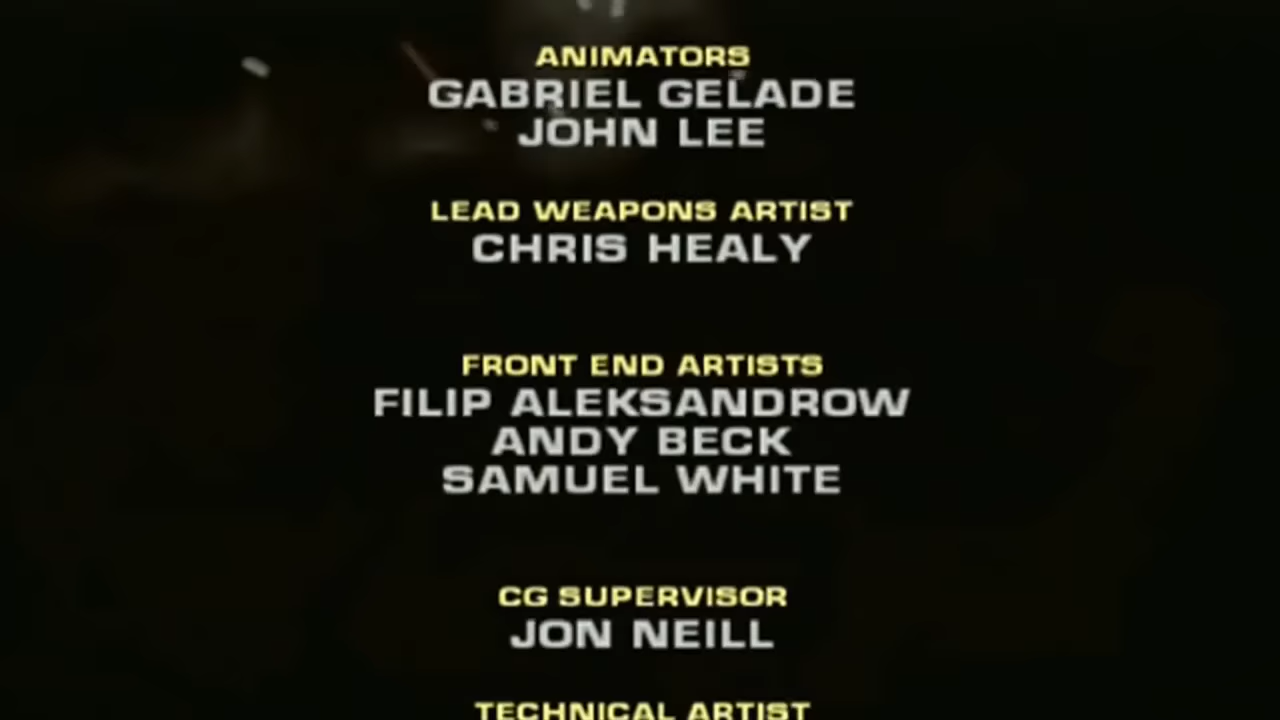 ANIMATORS
GABRIEL GELADE
JOHN LEE
LEAD WEAPONS ARTIST
CHRIS HEALY
FRONT END ARTISTS
FILIP ALEKSANDROW
ANDY BECK
SAMUEL WHITE
CG SUPERVISOR
JON NEILL
TECHNICAL ARTIST